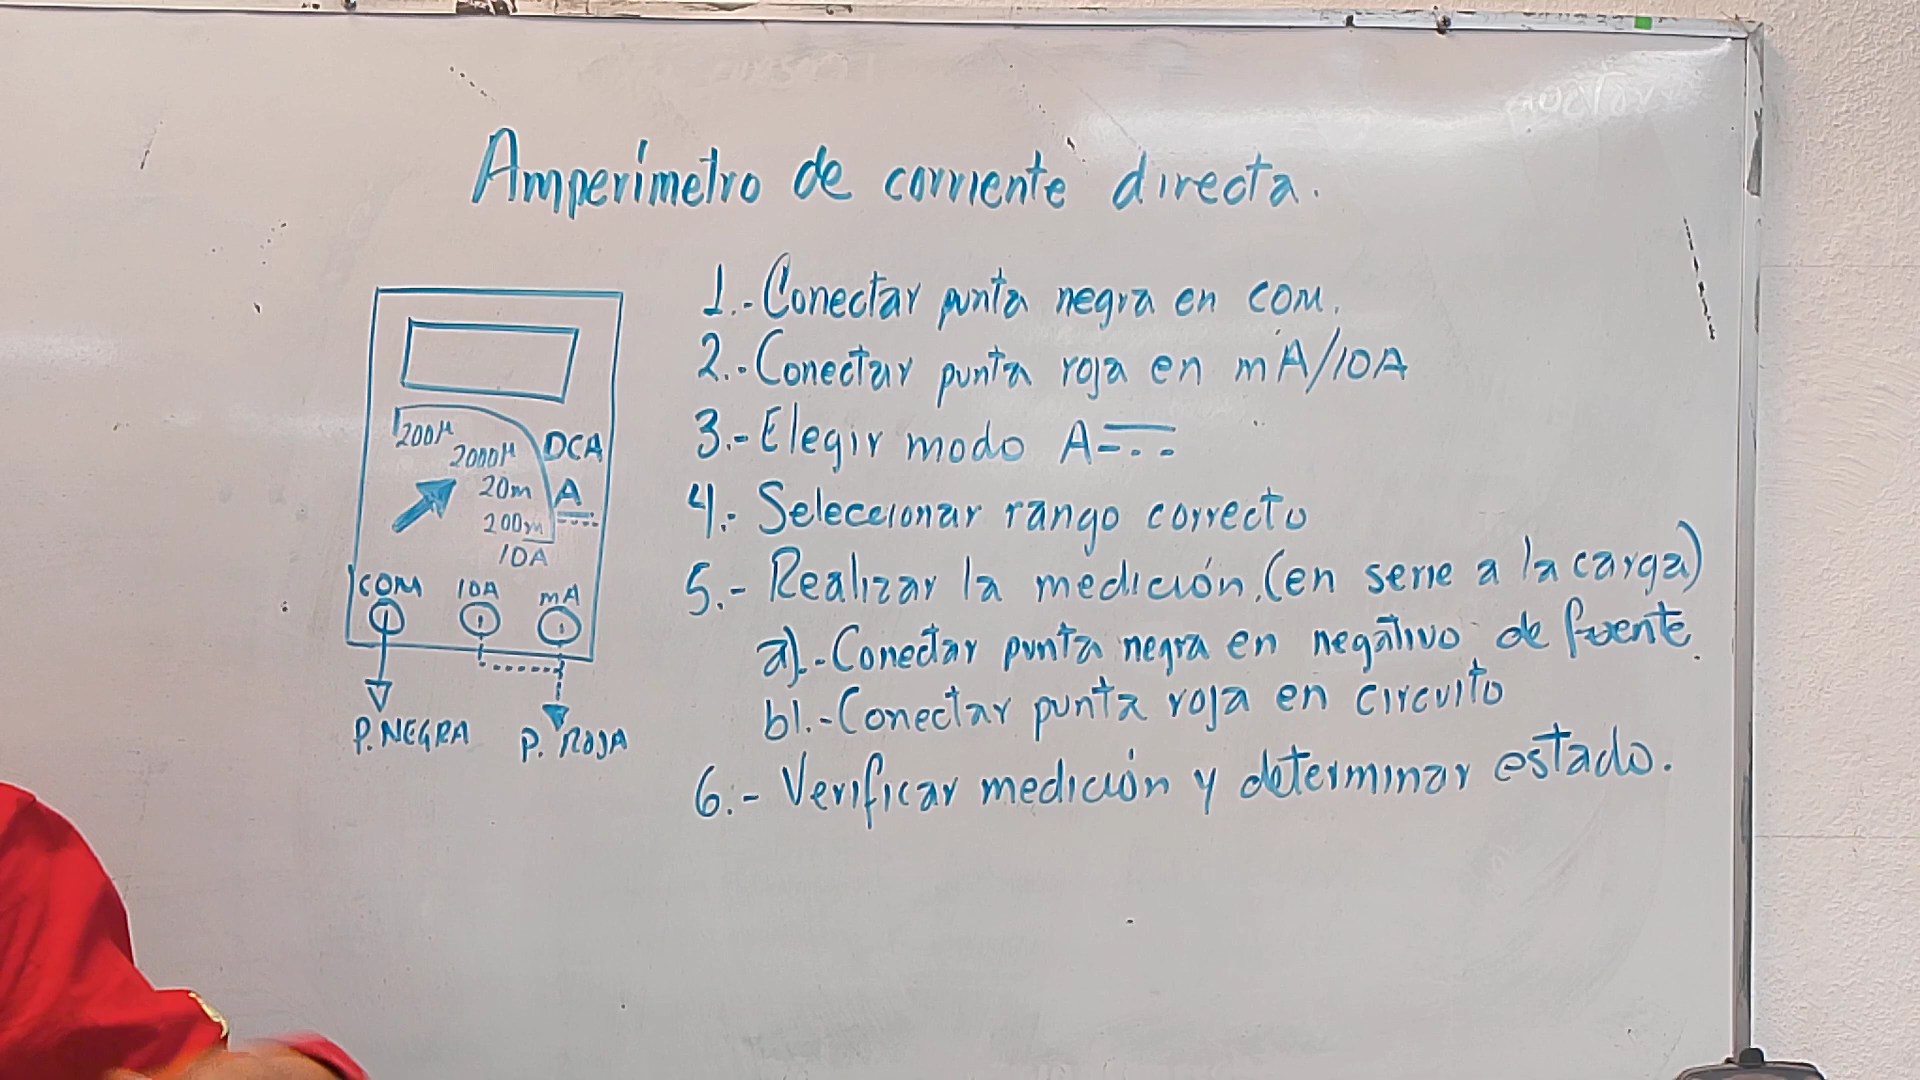 Amperímetro de corriente directa.
1.- Conectar punta negra en COM.
2.- Conectar punta roja en mA/10A
3.- Elegir modo A
4.- Seleccionar rango correcto
5.- Realizar la medición, (en serie a la carga)
a).- Conectar punta negra en negativo de fuente.
b).- Conectar punta roja en circuito
6.- Verificar medición y determinar estado.
200µ
2000µ
DCA
20m
A
200m
10A
COM 10A mA
P. NEGRA
P. ROJA